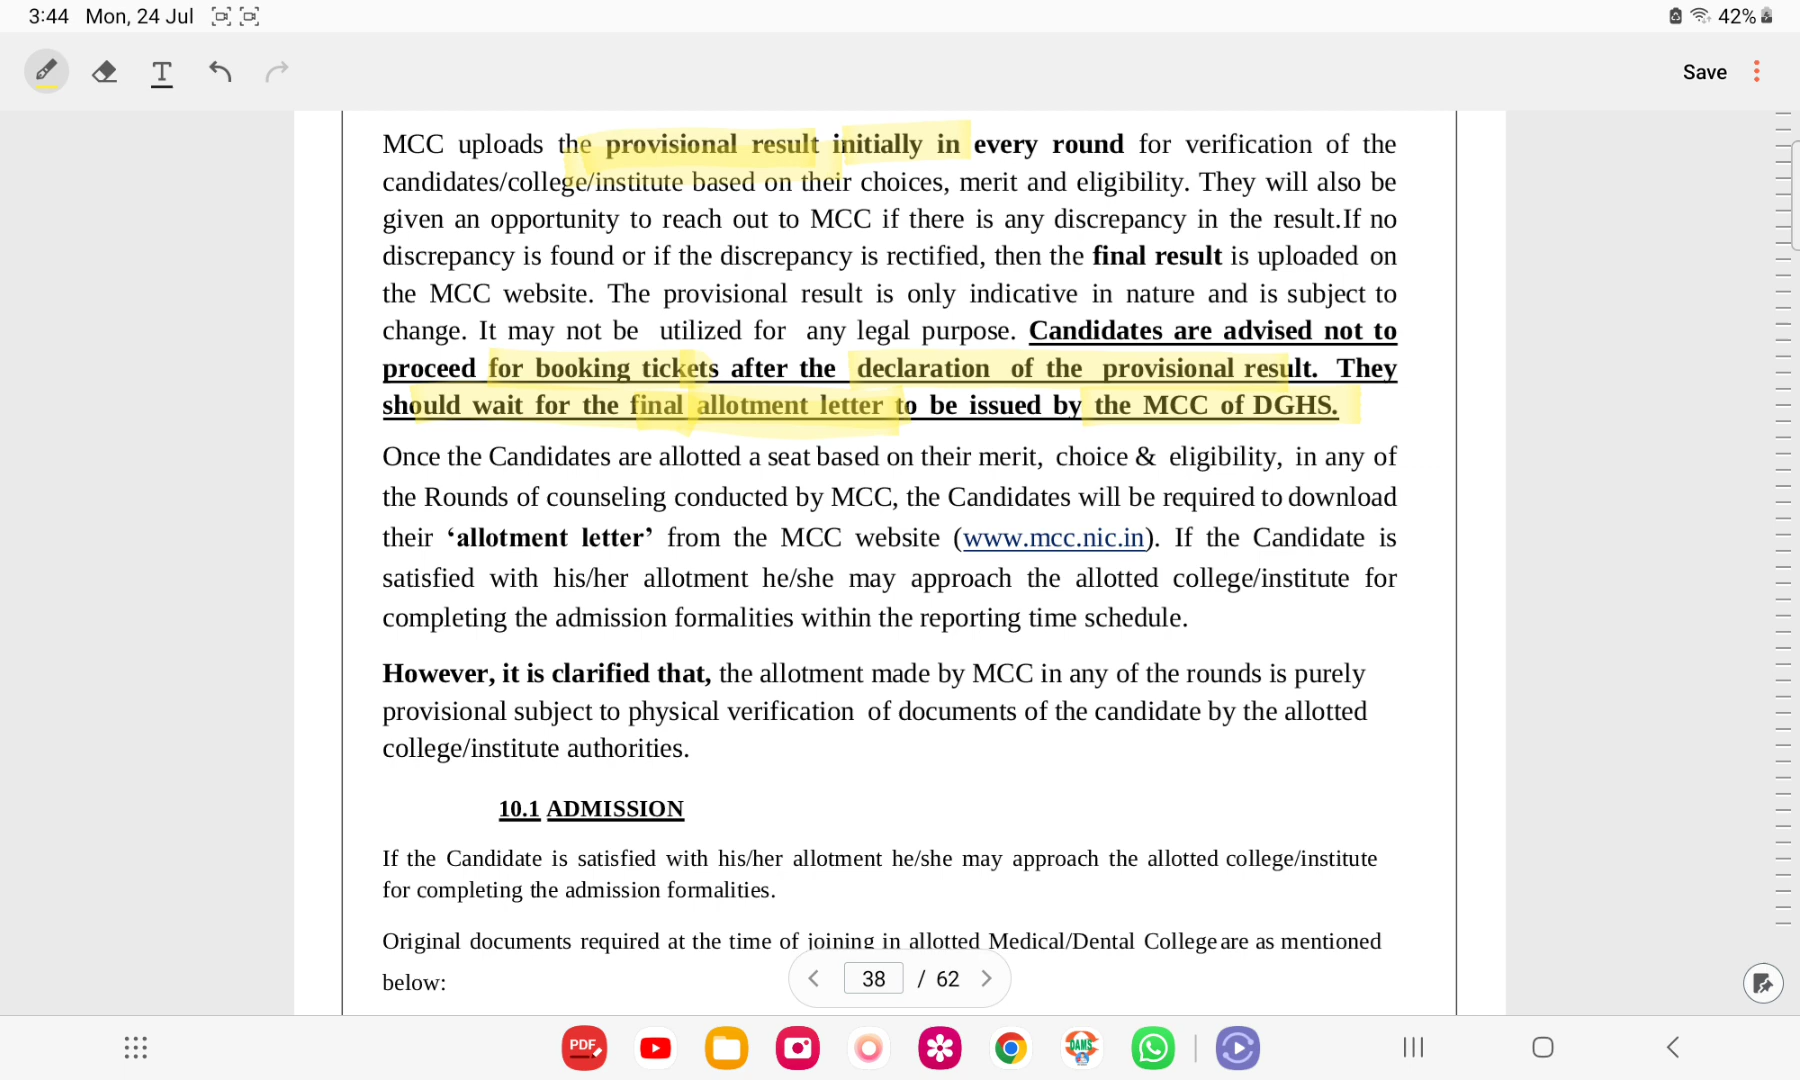 3:44 Mon, 24 Jul 42%
T Save
MCC uploads the provisional result initially in every round for verification of the
candidates/college/institute based on their choices, merit and eligibility. They will also be
given an opportunity to reach out to MCC if there is any discrepancy in the result.If no
discrepancy is found or if the discrepancy is rectified, then the final result is uploaded on
the MCC website. The provisional result is only indicative in nature and is subject to
change. It may not be utilized for any legal purpose. Candidates are advised not to
proceed for booking tickets after the declaration of the provisional result. They
should wait for the final allotment letter to be issued by the MCC of DGHS.
Once the Candidates are allotted a seat based on their merit, choice & eligibility, in any of
the Rounds of counseling conducted by MCC, the Candidates will be required to download
their ‘allotment letter’ from the MCC website (www.mcc.nic.in). If the Candidate is
satisfied with his/her allotment he/she may approach the allotted college/institute for
completing the admission formalities within the reporting time schedule.
However, it is clarified that, the allotment made by MCC in any of the rounds is purely
provisional subject to physical verification of documents of the candidate by the allotted
college/institute authorities.
10.1 ADMISSION
If the Candidate is satisfied with his/her allotment he/she may approach the allotted college/institute
for completing the admission formalities.
Original documents required at the time of joining in allotted Medical/Dental College are as mentioned
below:
38 / 62
PDF DAMS